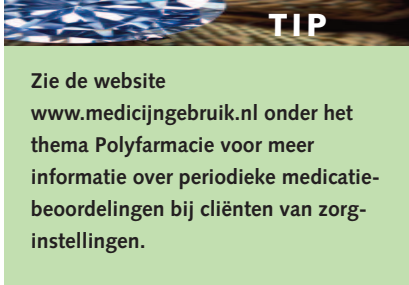 TIP
Zie de website
www.medicijngebruik.nl onder het
thema Polyfarmacie voor meer
informatie over periodieke medicatie-
beoordelingen bij cliënten van zorg-
instellingen.